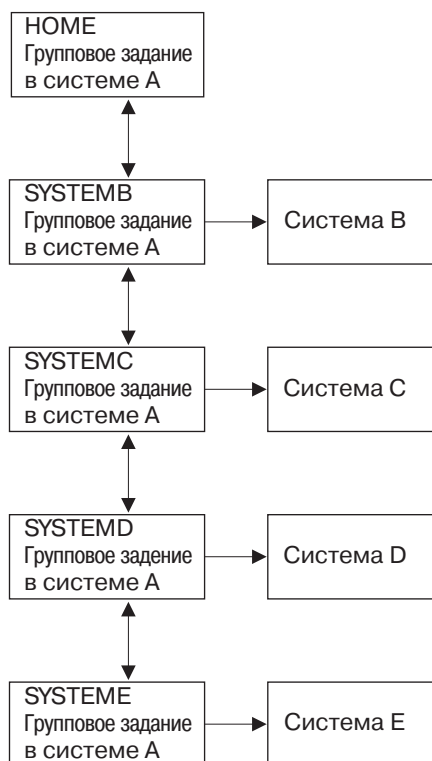 HOME
Групповое задание
в системе A
SYSTEMB
Групповое задание
в системе A
Система B
SYSTEMC
Групповое задание
в системе A
Система C
SYSTEMD
Групповое задение
в системе A
Система D
SYSTEME
Групповое задание
в системе A
Система E